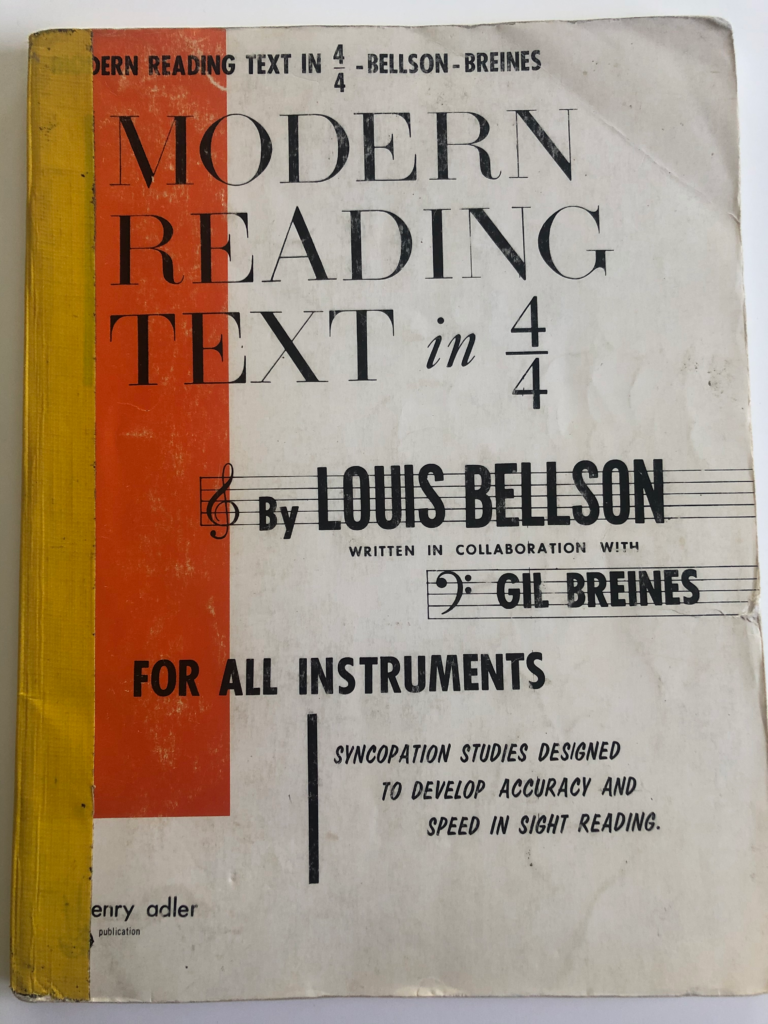 DERN READING TEXT IN 4/4 - BELLSON - BREINES
MODERN
READING
TEXT in 4/4
By LOUIS BELLSON
WRITTEN IN COLLABORATION WITH
GIL BREINES
FOR ALL INSTRUMENTS
SYNCOPATION STUDIES DESIGNED
TO DEVELOP ACCURACY AND
SPEED IN SIGHT READING.
enry adler
publication